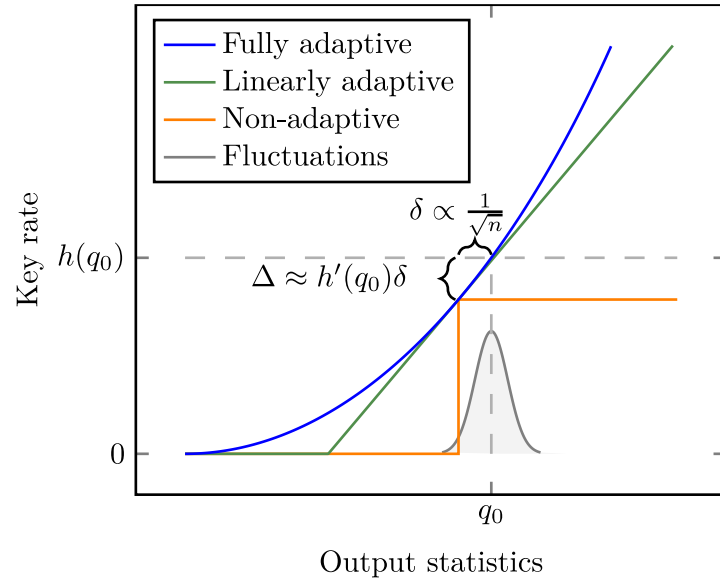 Fully adaptive
Linearly adaptive
Non-adaptive
Fluctuations
δ ∝ 1/√n
h(q₀)
Δ ≈ h′(q₀)δ
Key rate
0
q₀
Output statistics